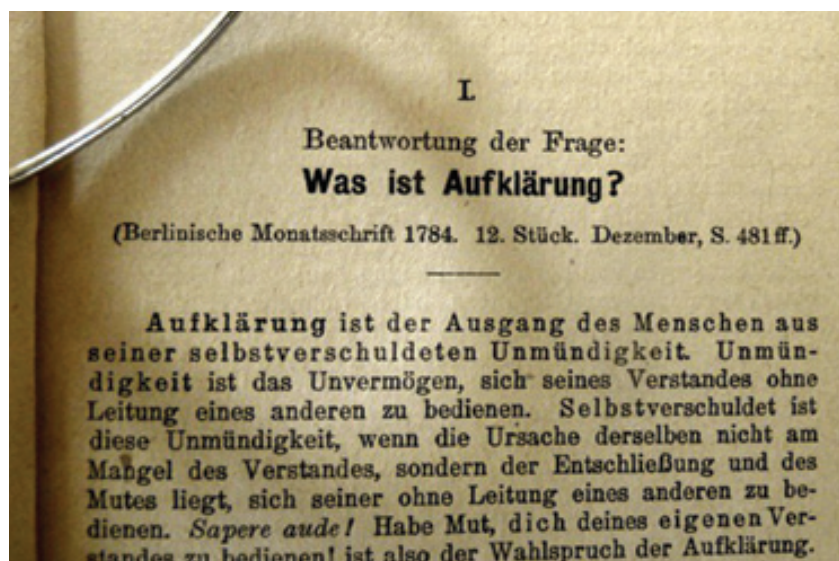 I.
Beantwortung der Frage:
Was ist Aufklärung?
(Berlinische Monatsschrift 1784. 12. Stück. Dezember, S. 481 ff.)
Aufklärung ist der Ausgang des Menschen aus
seiner selbstverschuldeten Unmündigkeit. Unmün-
digkeit ist das Unvermögen, sich seines Verstandes ohne
Leitung eines anderen zu bedienen. Selbstverschuldet ist
diese Unmündigkeit, wenn die Ursache derselben nicht am
Mangel des Verstandes, sondern der Entschließung und des
Mutes liegt, sich seiner ohne Leitung eines anderen zu be-
dienen. Sapere aude! Habe Mut, dich deines eigenen Ver-
standes zu bedienen! ist also der Wahlspruch der Aufklärung.